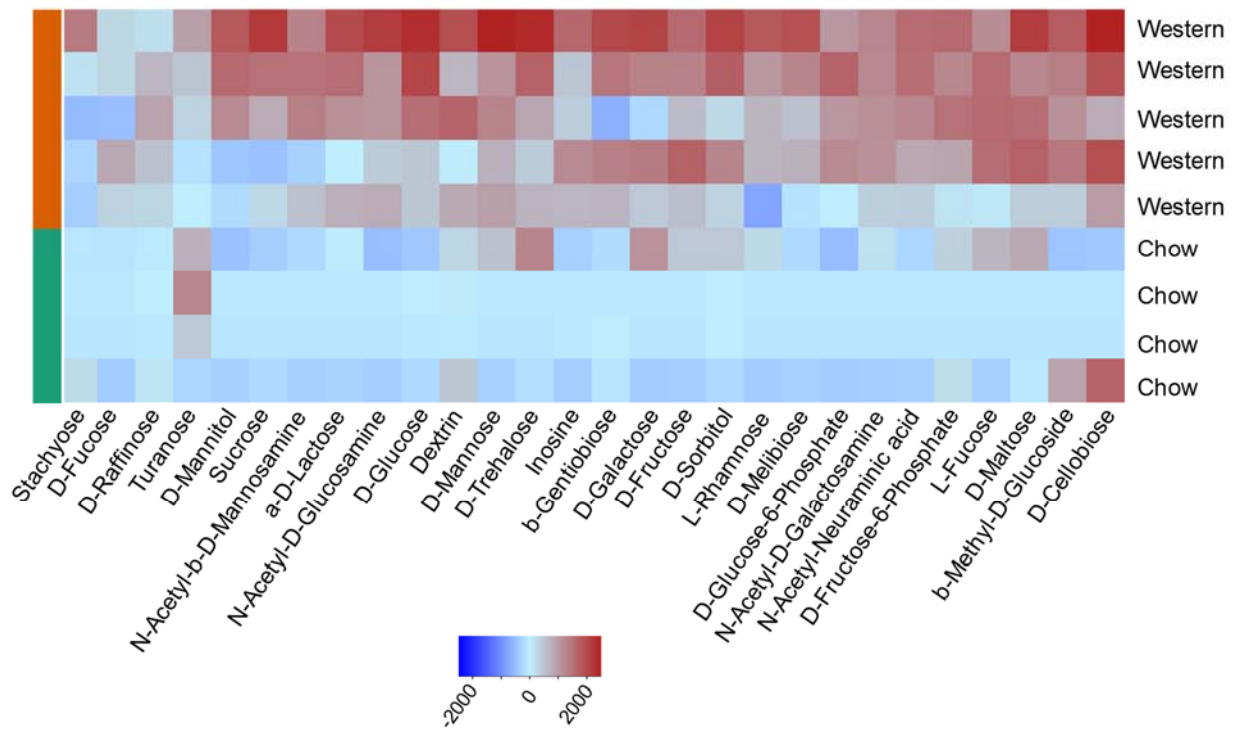 Western
Western
Western
Western
Western
Chow
Chow
Chow
Chow
Stachyose
D-Fucose
D-Raffinose
Turanose
D-Mannitol
Sucrose
N-Acetyl-b-D-Mannosamine
a-D-Lactose
N-Acetyl-D-Glucosamine
D-Glucose
Dextrin
D-Mannose
D-Trehalose
Inosine
b-Gentiobiose
D-Galactose
D-Fructose
D-Sorbitol
L-Rhamnose
D-Melibiose
D-Glucose-6-Phosphate
N-Acetyl-D-Galactosamine
N-Acetyl-Neuraminic acid
D-Fructose-6-Phosphate
L-Fucose
D-Maltose
b-Methyl-D-Glucoside
D-Cellobiose
-2000
0
2000